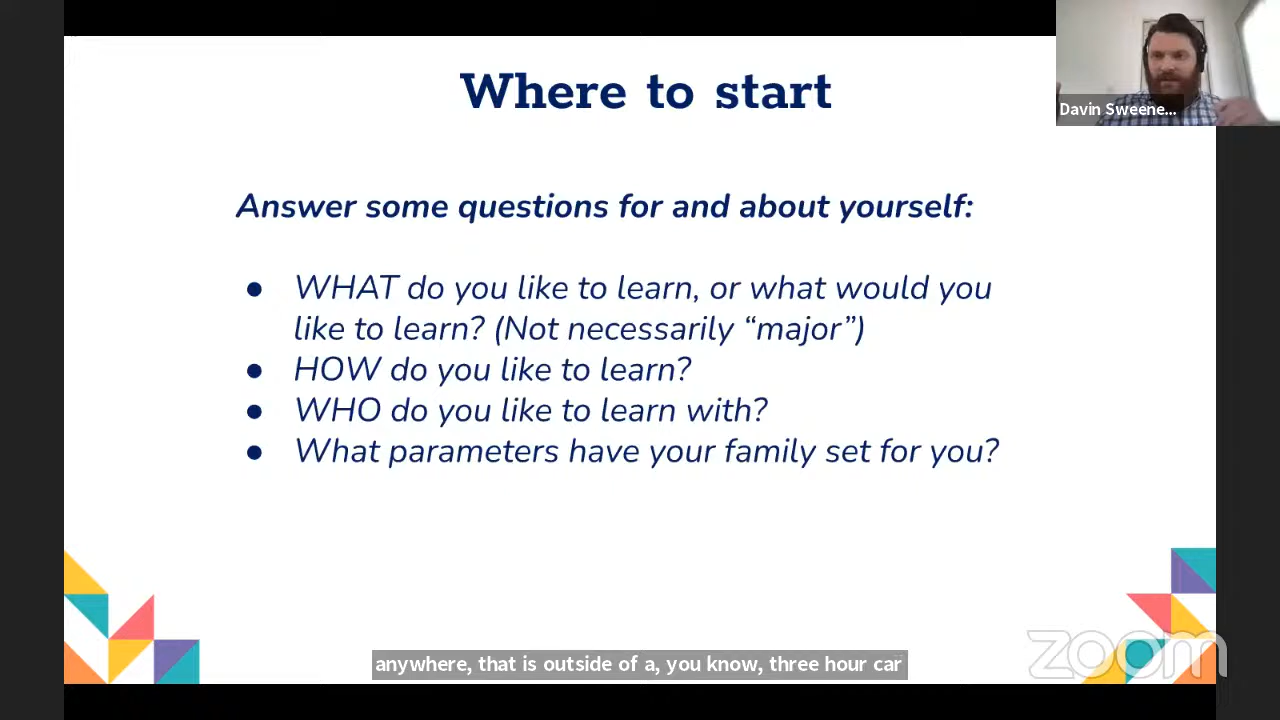 Where to start
Davin Sweene...
Answer some questions for and about yourself:
● WHAT do you like to learn, or what would you
like to learn? (Not necessarily “major”)
● HOW do you like to learn?
● WHO do you like to learn with?
● What parameters have your family set for you?
zoom
anywhere, that is outside of a, you know, three hour car